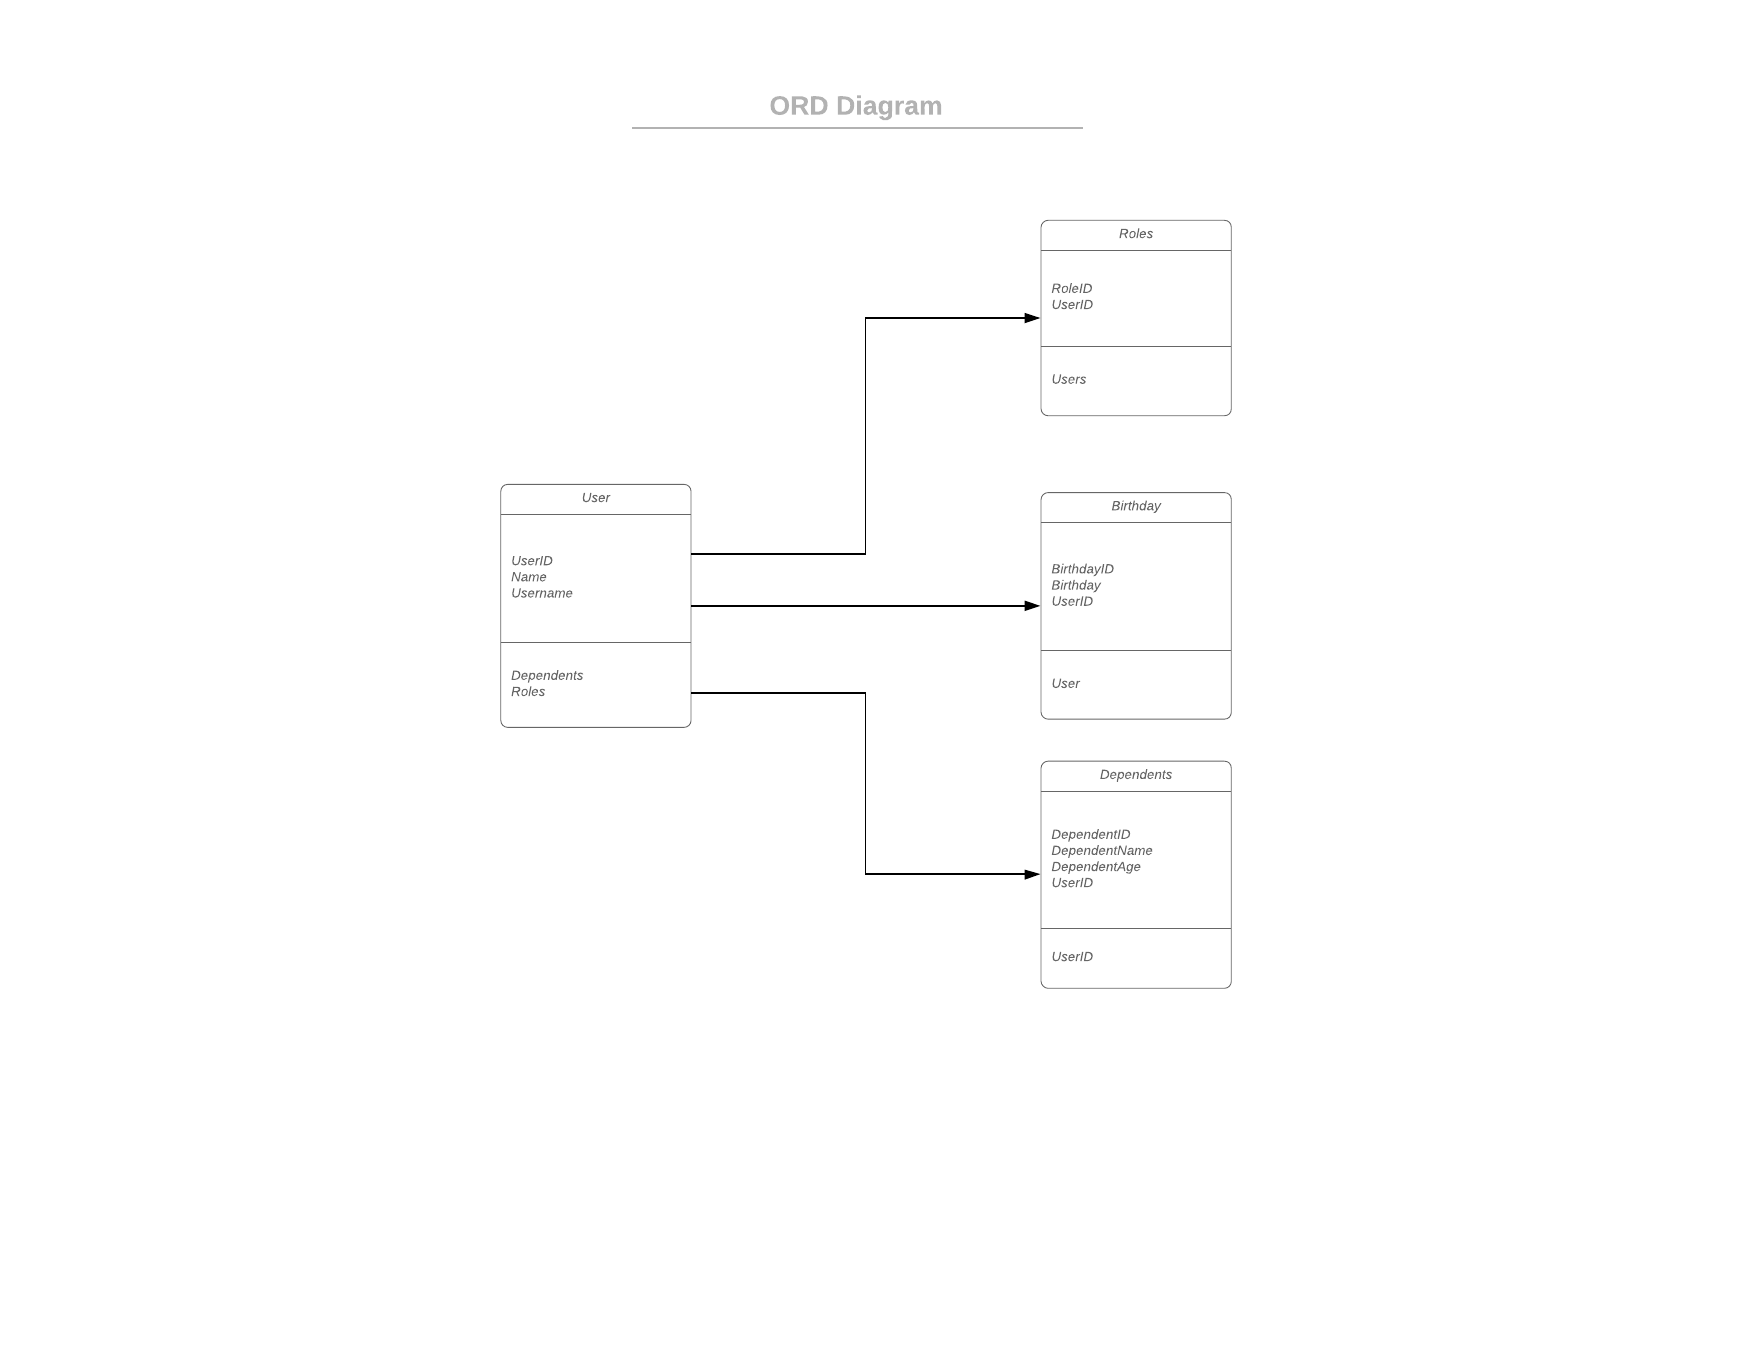 ORD Diagram
Roles
RoleID
UserID
Users
User
UserID
Name
Username
Dependents
Roles
Birthday
BirthdayID
Birthday
UserID
User
Dependents
DependentID
DependentName
DependentAge
UserID
UserID